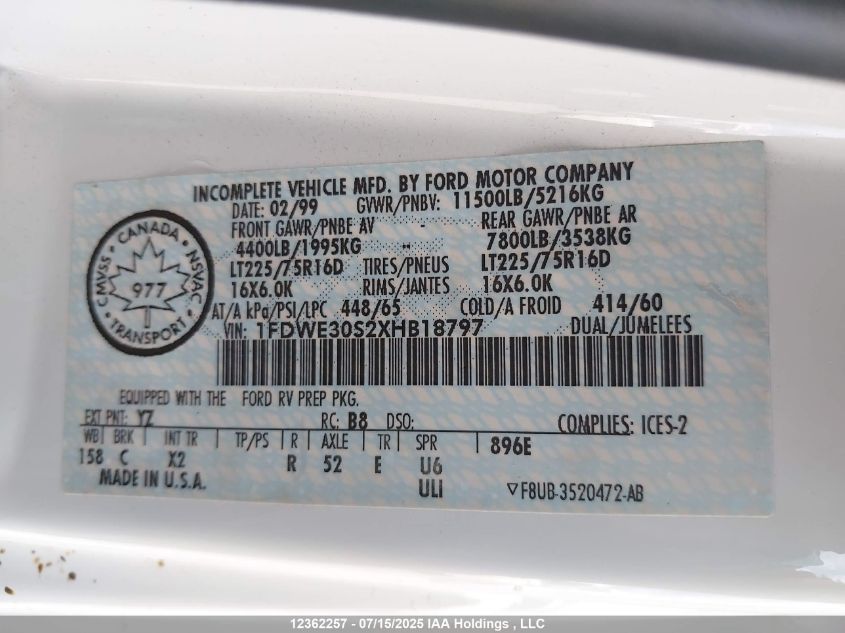 INCOMPLETE VEHICLE MFD. BY FORD MOTOR COMPANY
DATE: 02/99 GVWR/PNBV: 11500LB/5216KG
FRONT GAWR/PNBE AV - REAR GAWR/PNBE AR
4400LB/1995KG 7800LB/3538KG
LT225/75R16D TIRES/PNEUS LT225/75R16D
16X6.0K RIMS/JANTES 16X6.0K
AT/A kPa/PSI/LPC 448/65 COLD/A FROID 414/60
VIN: 1FDWE30S2XHB18797 DUAL/JUMELEES
CANADA
CMVSS NSVAC
977
TRANSPORT
EQUIPPED WITH THE FORD RV PREP PKG.
EXT PNT: YZ RC: B8 DSO: COMPLIES: ICES-2
WB BRK INT TR TP/PS R AXLE TR SPR 896E
158 C X2 R 52 E U6
MADE IN U.S.A. ULI ▽F8UB-3520472-AB
12362257 - 07/15/2025 IAA Holdings , LLC